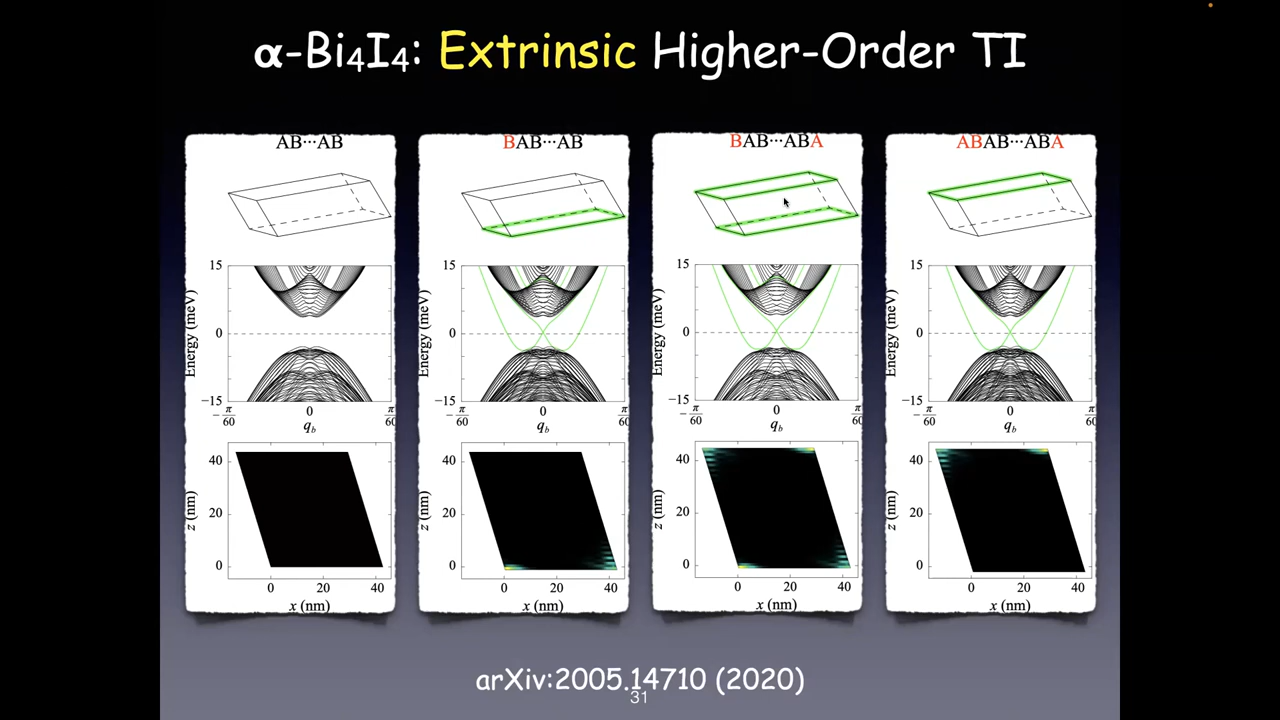 α-Bi₄I₄: Extrinsic Higher-Order TI
AB···AB
BAB···AB
BAB···ABA
ABAB···ABA
Energy (meV)
15
0
−15
−π/60
0
π/60
q_b
Energy (meV)
15
0
−15
−π/60
0
π/60
q_b
Energy (meV)
15
0
−15
−π/60
0
π/60
q_b
Energy (meV)
15
0
−15
−π/60
0
π/60
q_b
z (nm)
40
20
0
0
20
40
x (nm)
z (nm)
40
20
0
0
20
40
x (nm)
z (nm)
40
20
0
0
20
40
x (nm)
z (nm)
40
20
0
0
20
40
x (nm)
arXiv:2005.14710 (2020)
31